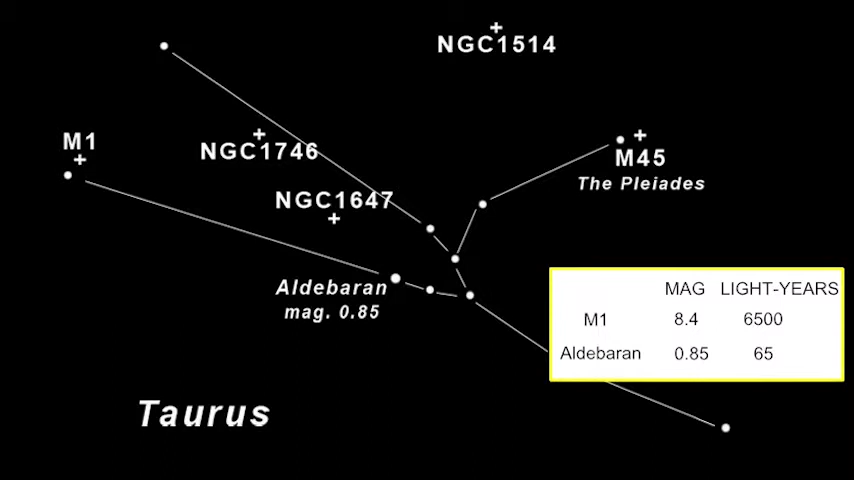 NGC1514
M1
NGC1746
M45
The Pleiades
NGC1647
Aldebaran
mag. 0.85
MAG LIGHT-YEARS
M1 8.4 6500
Aldebaran 0.85 65
Taurus